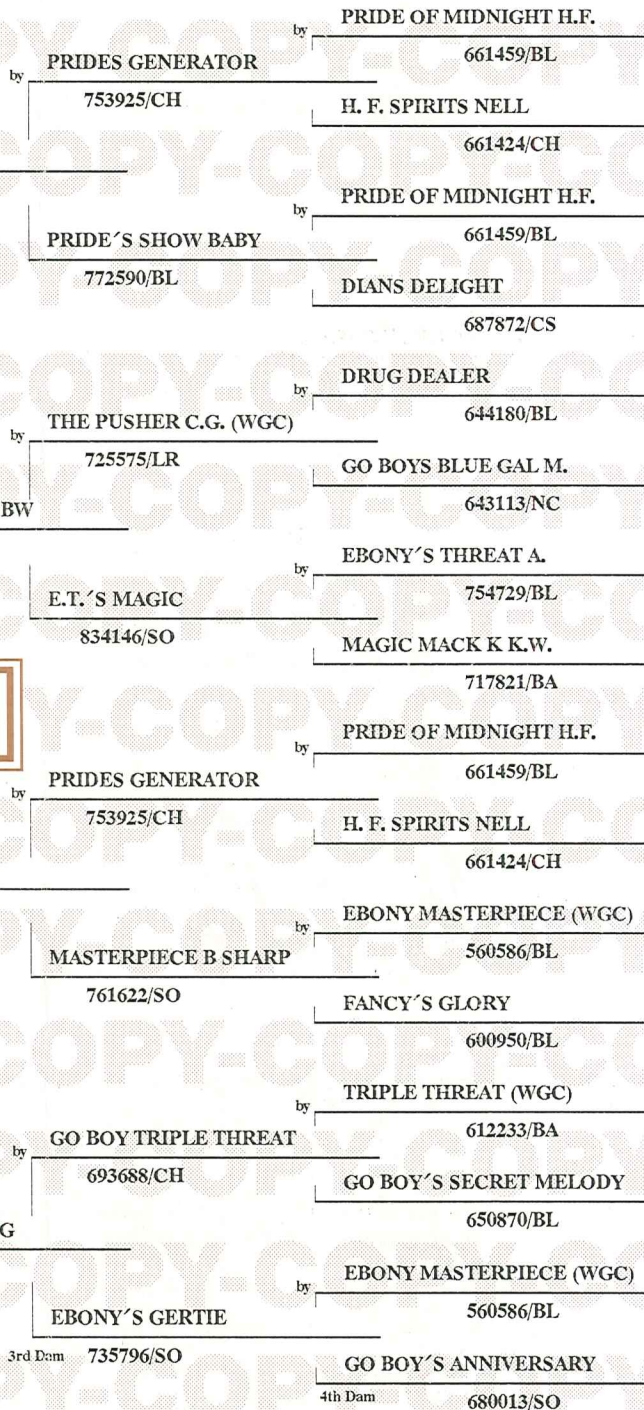 by PRIDE OF MIDNIGHT H.F.
661459/BL
by PRIDES GENERATOR
753925/CH
H. F. SPIRITS NELL
661424/CH
by PRIDE OF MIDNIGHT H.F.
661459/BL
PRIDE´S SHOW BABY
772590/BL
DIANS DELIGHT
687872/CS
by DRUG DEALER
644180/BL
by THE PUSHER C.G. (WGC)
725575/LR
GO BOYS BLUE GAL M.
643113/NC
BW
by EBONY´S THREAT A.
754729/BL
E.T.´S MAGIC
834146/SO
MAGIC MACK K K.W.
717821/BA
by PRIDE OF MIDNIGHT H.F.
661459/BL
by PRIDES GENERATOR
753925/CH
H. F. SPIRITS NELL
661424/CH
by EBONY MASTERPIECE (WGC)
560586/BL
MASTERPIECE B SHARP
761622/SO
FANCY´S GLORY
600950/BL
by TRIPLE THREAT (WGC)
612233/BA
by GO BOY TRIPLE THREAT
693688/CH
GO BOY´S SECRET MELODY
650870/BL
G
by EBONY MASTERPIECE (WGC)
560586/BL
EBONY´S GERTIE
3rd Dam 735796/SO
GO BOY´S ANNIVERSARY
4th Dam 680013/SO